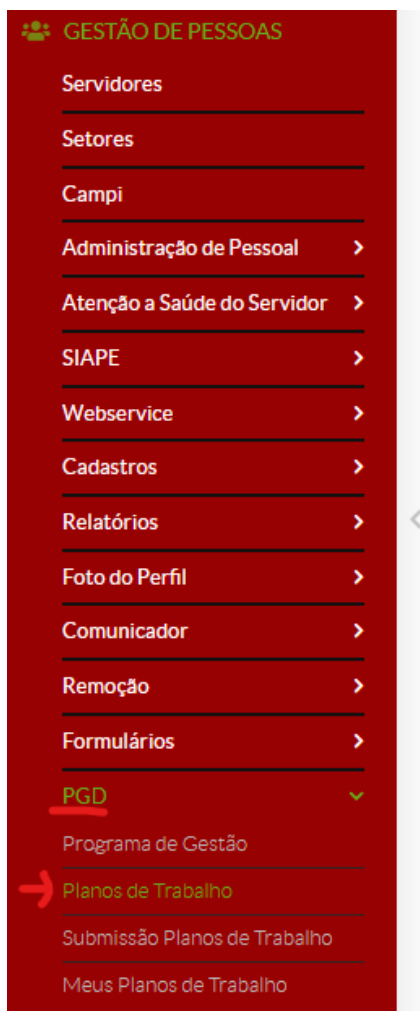 GESTÃO DE PESSOAS
Servidores
Setores
Campi
Administração de Pessoal
Atenção a Saúde do Servidor
SIAPE
Webservice
Cadastros
Relatórios
Foto do Perfil
Comunicador
Remoção
Formulários
PGD
Programa de Gestão
Planos de Trabalho
Submissão Planos de Trabalho
Meus Planos de Trabalho